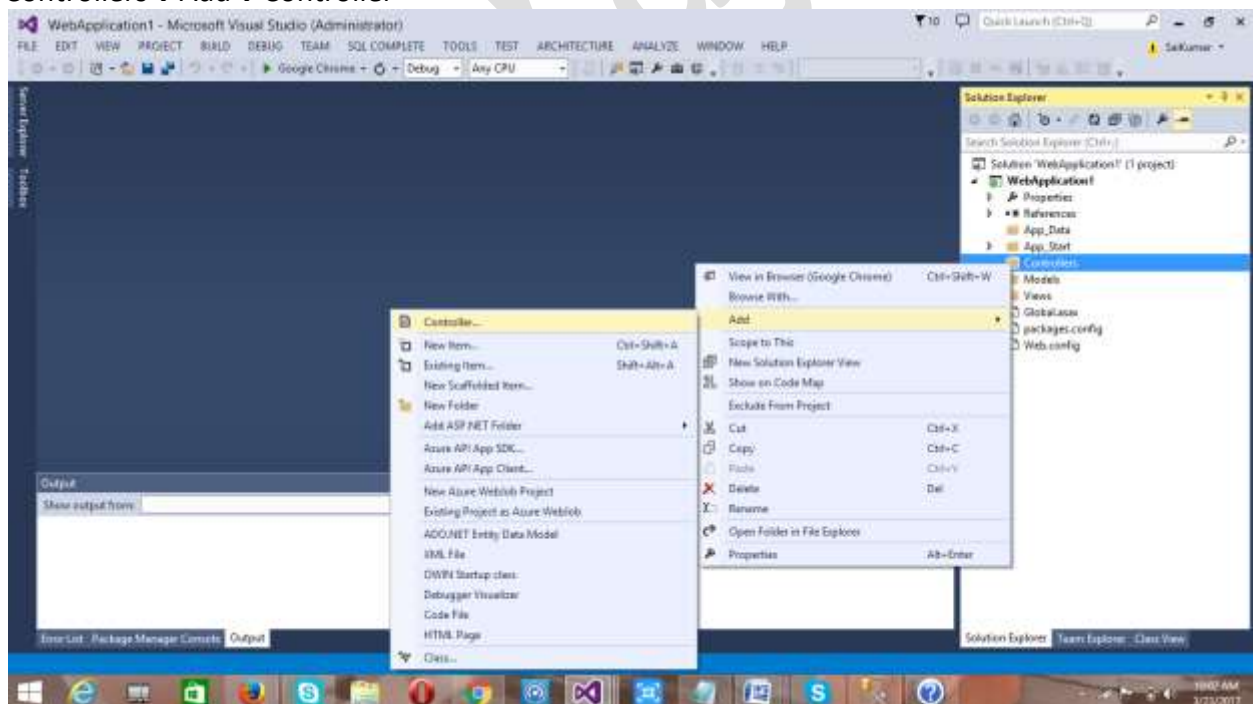 Controllers Add Controller
WebApplication1 - Microsoft Visual Studio (Administrator)
10
Quick Launch (Ctrl+Q)
FILE EDIT VIEW PROJECT BUILD DEBUG TEAM SQL COMPLETE TOOLS TEST ARCHITECTURE ANALYZE WINDOW HELP
SaiKumar
Google Chrome
Debug
Any CPU
Server Explorer
Toolbox
Solution Explorer
Search Solution Explorer (Ctrl+;)
Solution 'WebApplication1' (1 project)
WebApplication1
Properties
References
App_Data
App_Start
Controllers
Models
Views
Global.asax
packages.config
Web.config
View in Browser (Google Chrome) Ctrl+Shift+W
Browse With...
Add
Scope to This
New Solution Explorer View
Show on Code Map
Exclude From Project
Cut Ctrl+X
Copy Ctrl+C
Paste Ctrl+V
Delete Del
Rename
Open Folder in File Explorer
Properties Alt+Enter
Controller...
New Item... Ctrl+Shift+A
Existing Item... Shift+Alt+A
New Scaffolded Item...
New Folder
Add ASP.NET Folder
Azure API App SDK...
Azure API App Client...
New Azure WebJob Project
Existing Project as Azure WebJob
ADO.NET Entity Data Model
XML File
OWIN Startup class
Debugger Visualizer
Code File
HTML Page
Class...
Output
Show output from:
Error List Package Manager Console Output
Solution Explorer Team Explorer Class View
10:02 AM
3/23/2017